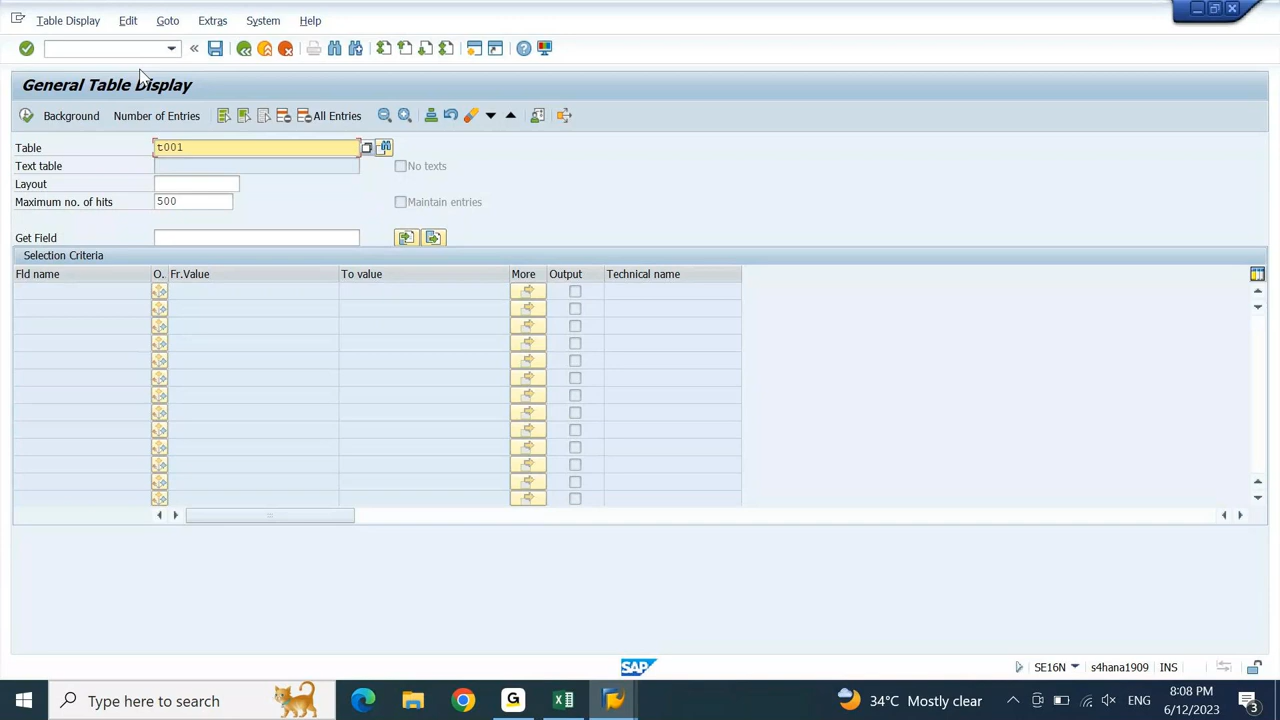 Table Display Edit Goto Extras System Help
General Table Display
Background Number of Entries All Entries
Table t001
Text table No texts
Layout
Maximum no. of hits 500 Maintain entries
Get Field
Selection Criteria
Fld name O. Fr.Value To value More Output Technical name
SAP SE16N s4hana1909 INS
Type here to search 34°C Mostly clear ENG 8:08 PM 6/12/2023 3